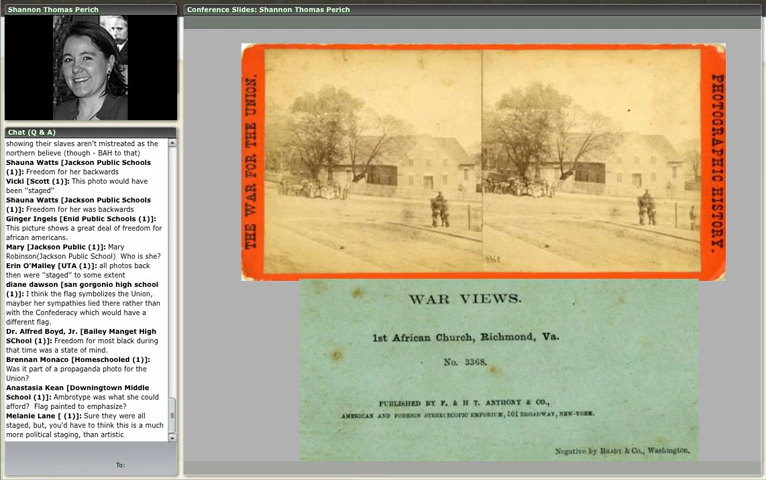 Shannon Thomas Perich
Chat (Q & A)
showing their slaves aren't mistreated as the
northern believe (though - BAH to that)
Shauna Watts [Jackson Public Schools
(1)]: Freedom for her backwards
Vicki [Scott (1)]: This photo would have
been "staged"
Shauna Watts [Jackson Public Schools
(1)]: Freedom for her was backwards
Ginger Ingels [Enid Public Schools (1)]:
This picture shows a great deal of freedom for
african americans.
Mary [Jackson Public (1)]: Mary
Robinson(Jackson Public School)  Who is she?
Erin O'Malley [UTA (1)]: all photos back
then were "staged" to some extent
diane dawson [san gorgonio high school
(1)]: I think the flag symbolizes the Union,
mayber her sympathies lied there rather than
with the Confederacy which would have a
different flag.
Dr. Alfred Boyd, Jr. [Bailey Manget High
SChool (1)]: Freedom for most black during
that time was a state of mind.
Brennan Monaco [Homeschooled (1)]:
Was it part of a propaganda photo for the
Union?
Anastasia Kean [Downingtown Middle
School (1)]: Ambrotype was what she could
afford?  Flag painted to emphasize?
Melanie Lane [ (1)]: Sure they were all
staged, but, you'd have to think this is a much
more political staging, than artistic
To:
Conference Slides: Shannon Thomas Perich
THE WAR FOR THE UNION.
PHOTOGRAPHIC HISTORY.
3368
WAR VIEWS.
1st African Church, Richmond, Va.
No. 3368.
PUBLISHED BY E. & H T. ANTHONY & CO.,
AMERICAN AND FOREIGN STEREOSCOPIC EMPORIUM, 501 BROADWAY, NEW-YORK.
Negative by BRADY & CO., Washington.